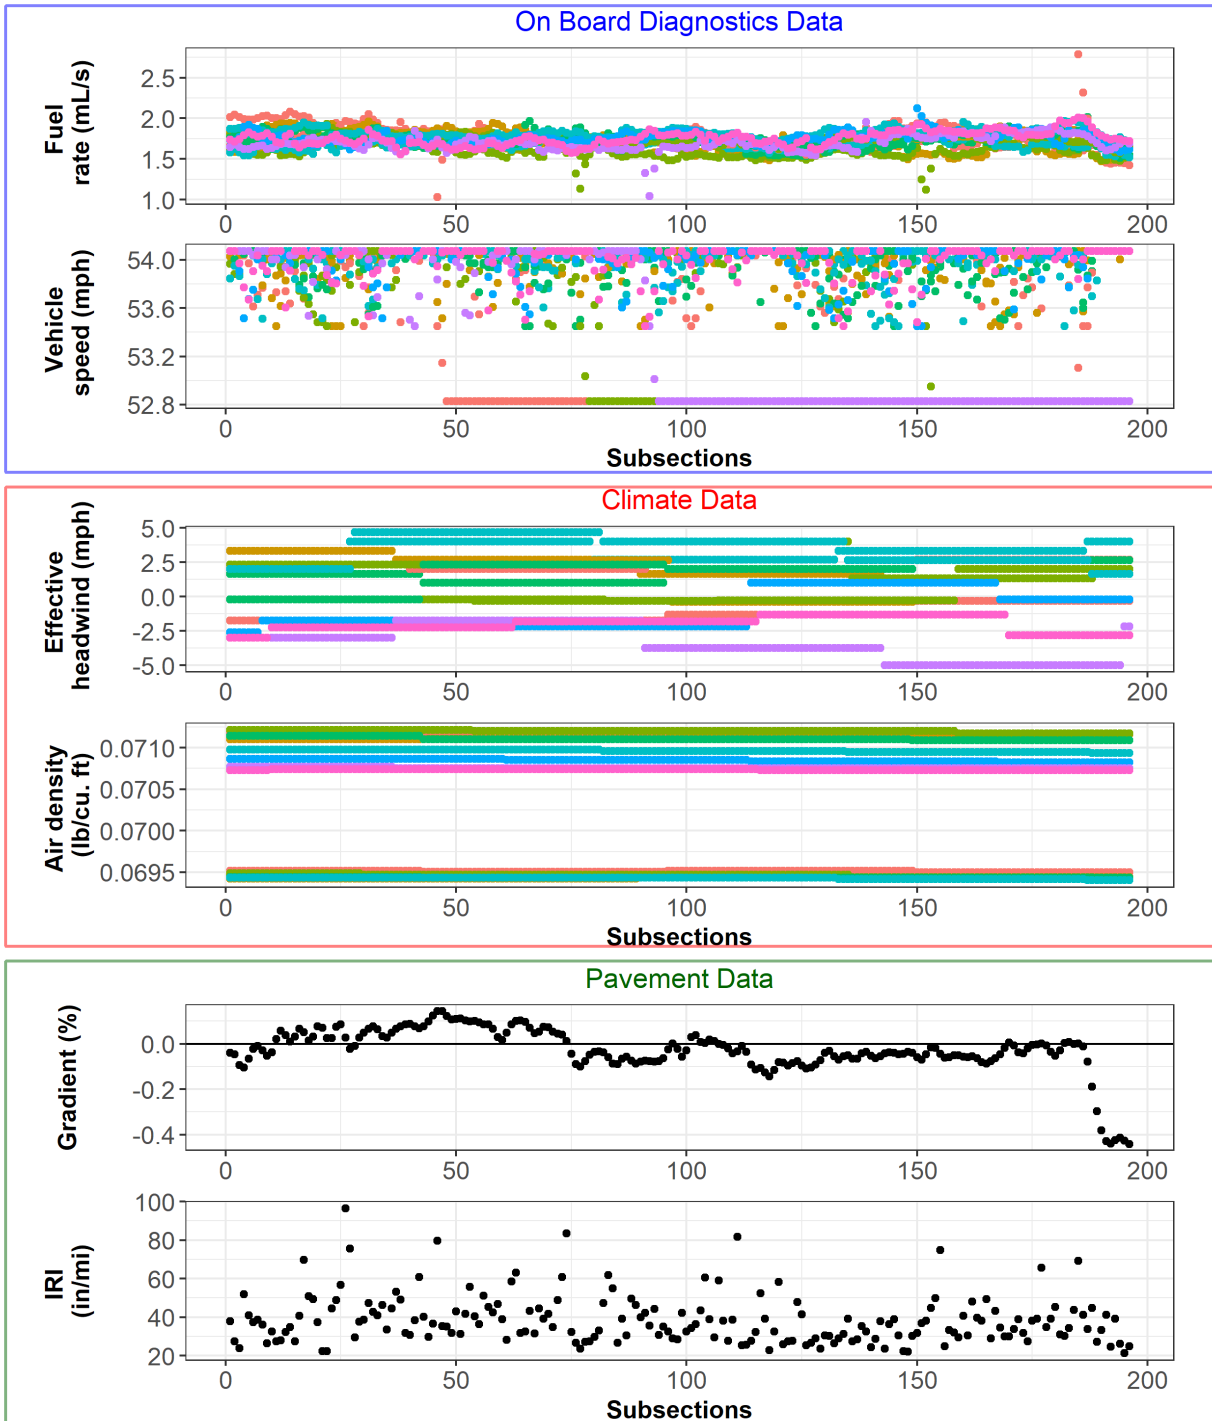 On Board Diagnostics Data
Fuel
rate (mL/s)
2.5
2.0
1.5
1.0
0 50 100 150 200
Vehicle
speed (mph)
54.0
53.6
53.2
52.8
0 50 100 150 200
Subsections
Climate Data
Effective
headwind (mph)
5.0
2.5
0.0
-2.5
-5.0
0 50 100 150 200
Air density
(lb/cu. ft)
0.0710
0.0705
0.0700
0.0695
0 50 100 150 200
Subsections
Pavement Data
Gradient (%)
0.0
-0.2
-0.4
0 50 100 150 200
IRI
(in/mi)
100
80
60
40
20
0 50 100 150 200
Subsections